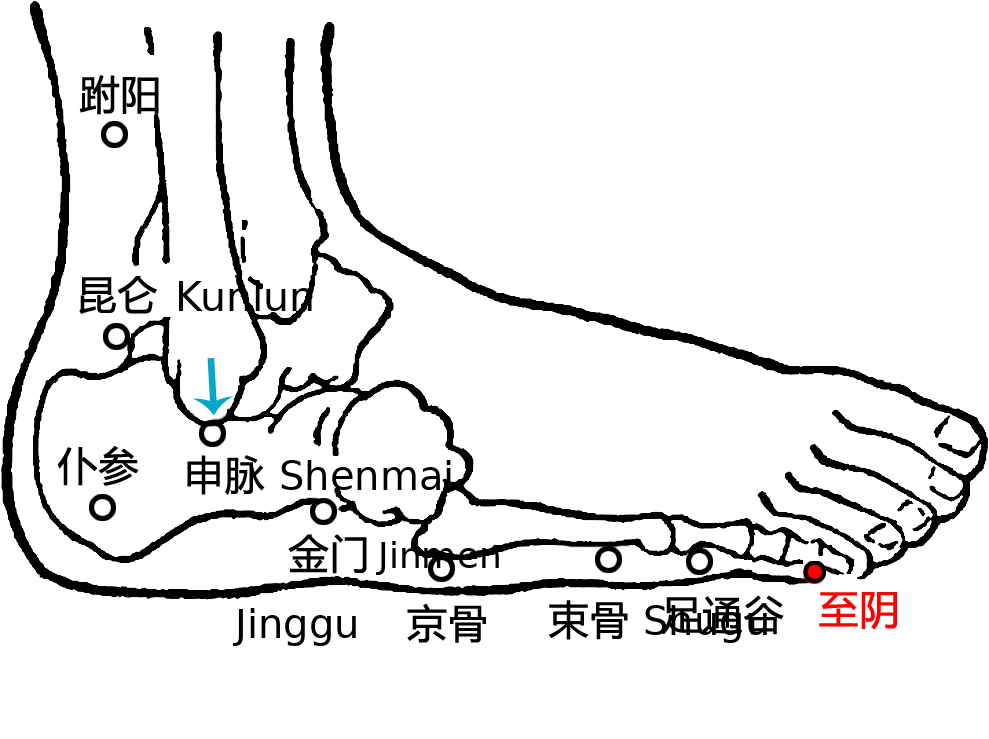 跗阳
昆仑 Kunlun
仆参
申脉 Shenmai
金门 Jinmen
Jinggu 京骨
束骨 Shugu
足通谷
至阴